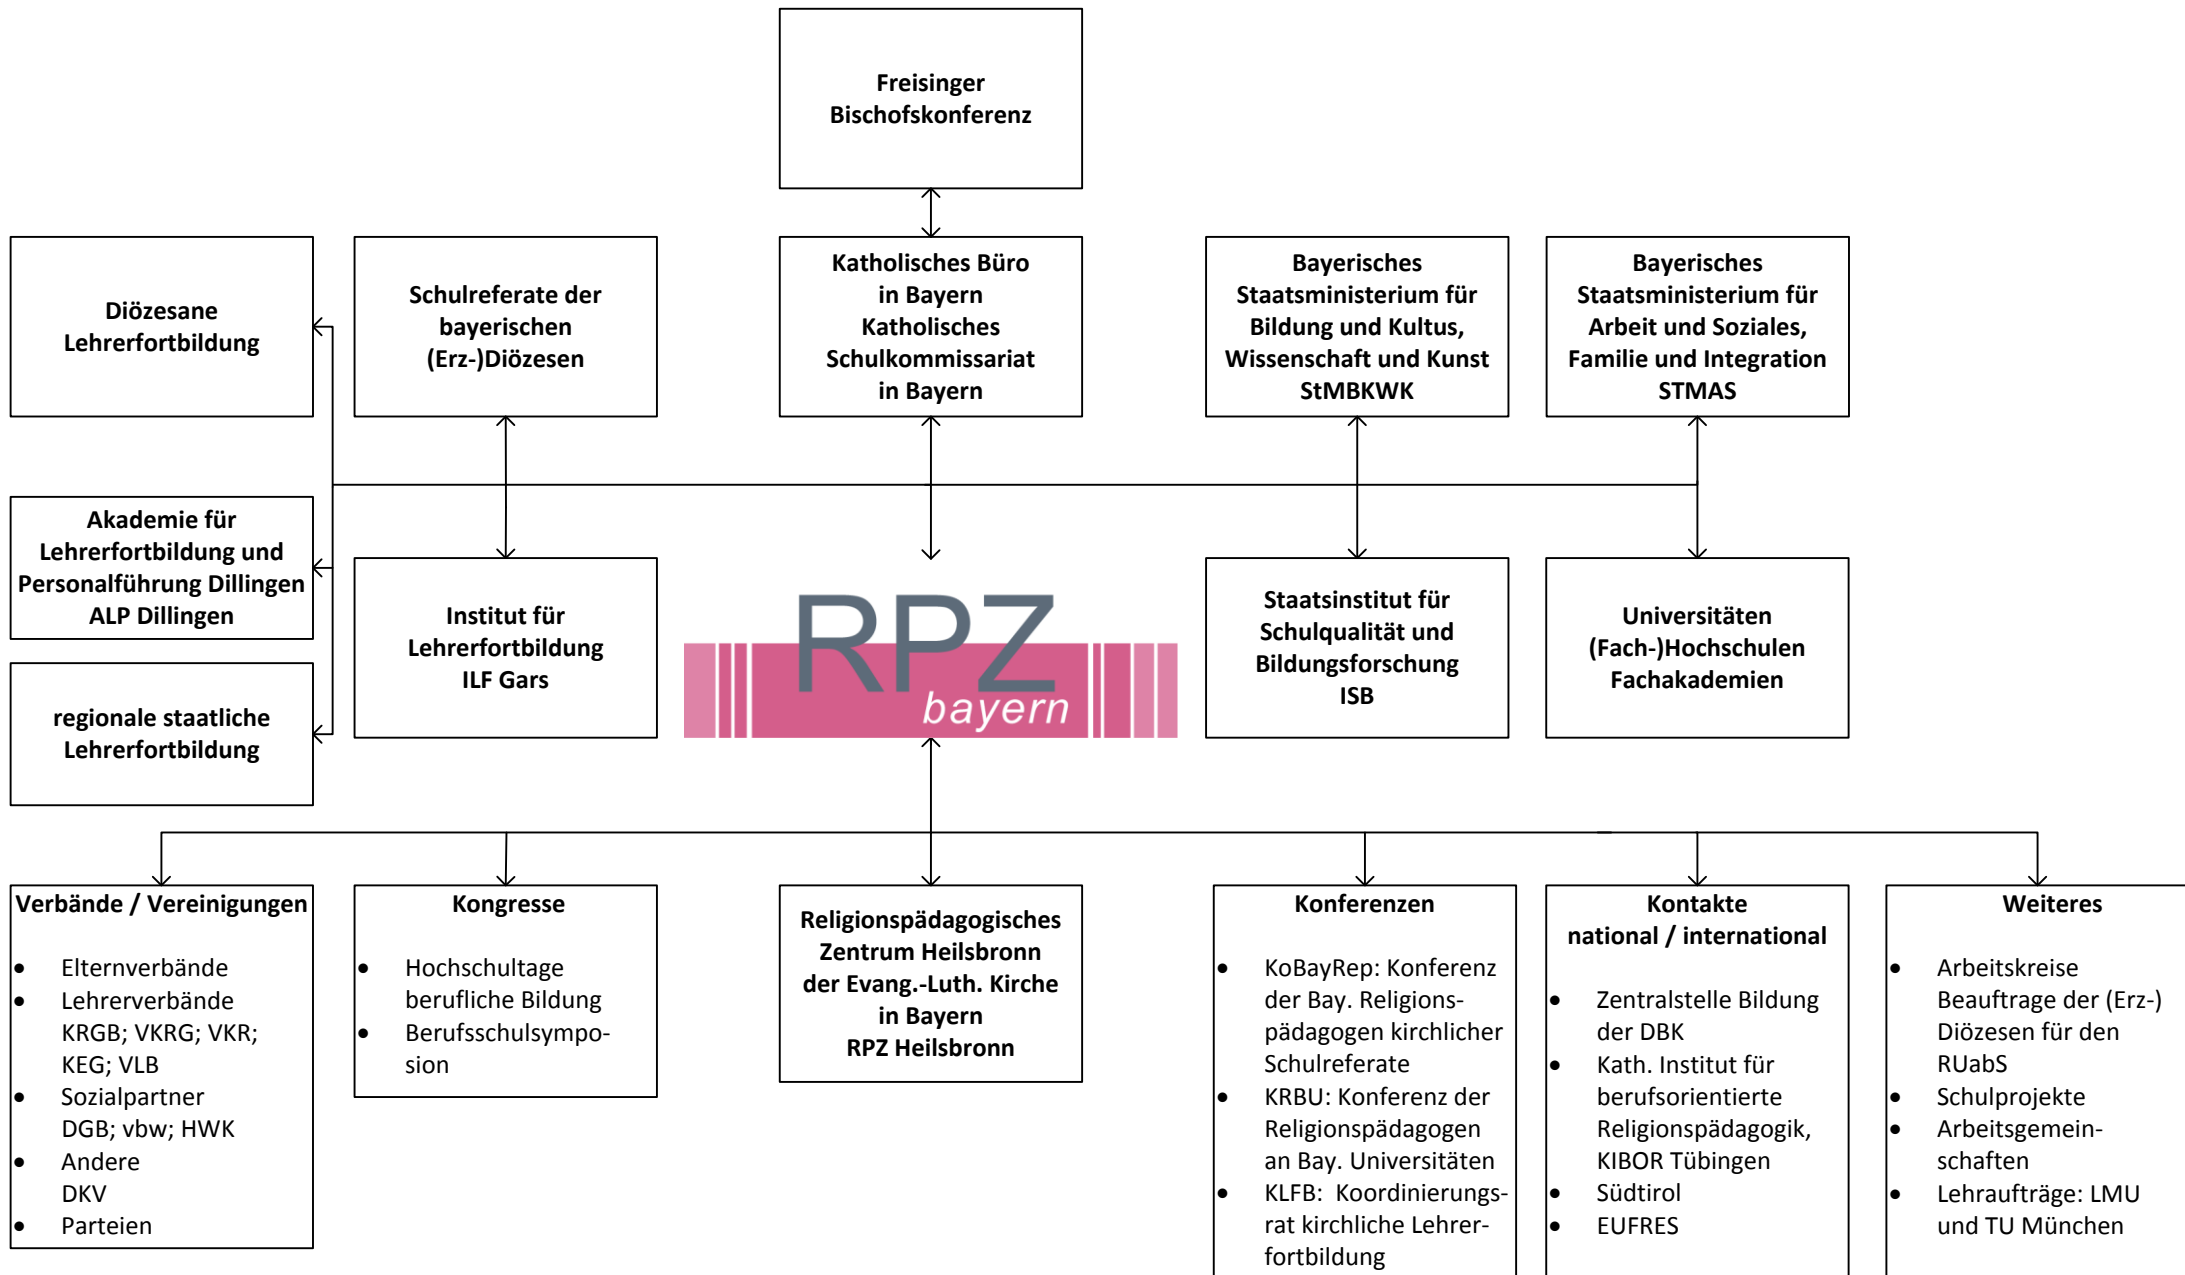 Freisinger
Bischofskonferenz
Diözesane
Lehrerfortbildung
Schulreferate der
bayerischen
(Erz-)Diözesen
Katholisches Büro
in Bayern
Katholisches
Schulkommissariat
in Bayern
Bayerisches
Staatsministerium für
Bildung und Kultus,
Wissenschaft und Kunst
StMBKWK
Bayerisches
Staatsministerium für
Arbeit und Soziales,
Familie und Integration
STMAS
Akademie für
Lehrerfortbildung und
Personalführung Dillingen
ALP Dillingen
regionale staatliche
Lehrerfortbildung
Institut für
Lehrerfortbildung
ILF Gars
RPZ
bayern
Staatsinstitut für
Schulqualität und
Bildungsforschung
ISB
Universitäten
(Fach-)Hochschulen
Fachakademien
Verbände / Vereinigungen
• Elternverbände
• Lehrerverbände
KRGB; VKRG; VKR;
KEG; VLB
• Sozialpartner
DGB; vbw; HWK
• Andere
DKV
• Parteien
Kongresse
• Hochschultage
berufliche Bildung
• Berufsschulsympo-
sion
Religionspädagogisches
Zentrum Heilsbronn
der Evang.-Luth. Kirche
in Bayern
RPZ Heilsbronn
Konferenzen
• KoBayRep: Konferenz
der Bay. Religions-
pädagogen kirchlicher
Schulreferate
• KRBU: Konferenz der
Religionspädagogen
an Bay. Universitäten
• KLFB: Koordinierungs-
rat kirchliche Lehrer-
fortbildung
Kontakte
national / international
• Zentralstelle Bildung
der DBK
• Kath. Institut für
berufsorientierte
Religionspädagogik,
KIBOR Tübingen
• Südtirol
• EUFRES
Weiteres
• Arbeitskreise
Beauftrage der (Erz-)
Diözesen für den
RUabS
• Schulprojekte
• Arbeitsgemein-
schaften
• Lehraufträge: LMU
und TU München